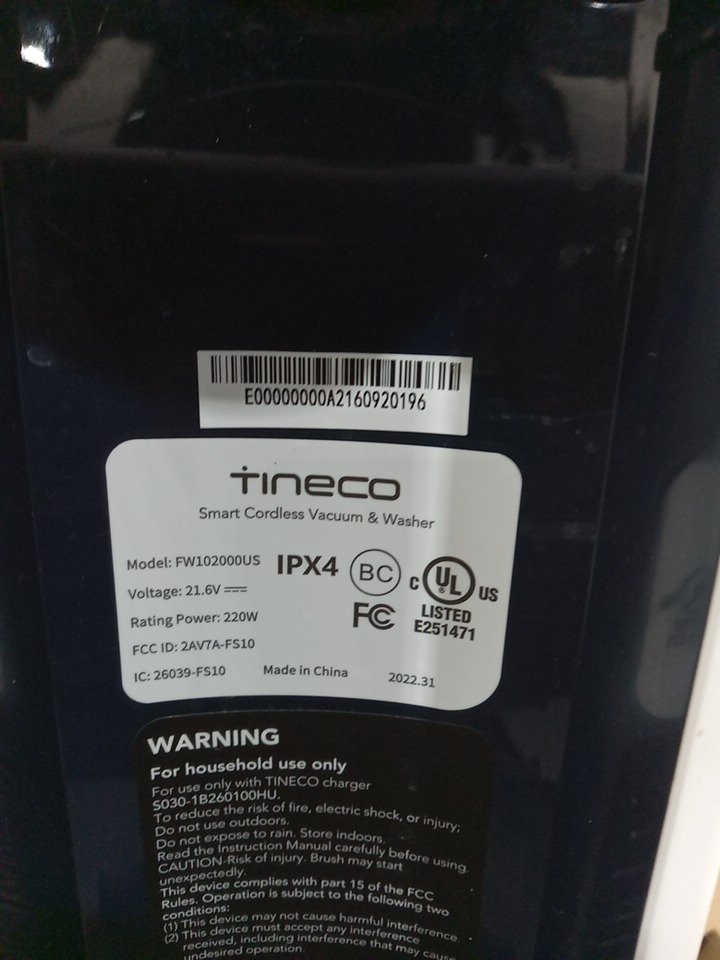 E00000000A2160920196
TINECO
Smart Cordless Vacuum & Washer
Model: FW102000US
IPX4
BC
Voltage: 21.6V
C UL US
LISTED
E251471
Rating Power: 220W
FC
FCC ID: 2AV7A-FS10
IC: 26039-FS10
Made in China
2022.31
WARNING
For household use only
For use only with TINECO charger
S030-1B260100HU.
To reduce the risk of fire, electric shock, or injury;
Do not use outdoors.
Do not expose to rain. Store indoors.
Read the Instruction Manual carefully before using.
CAUTION-Risk of injury. Brush may start
unexpectedly.
This device complies with part 15 of the FCC
Rules. Operation is subject to the following two
conditions:
(1) This device may not cause harmful interference.
(2) This device must accept any interference
received, including interference that may cause
undesired operation.